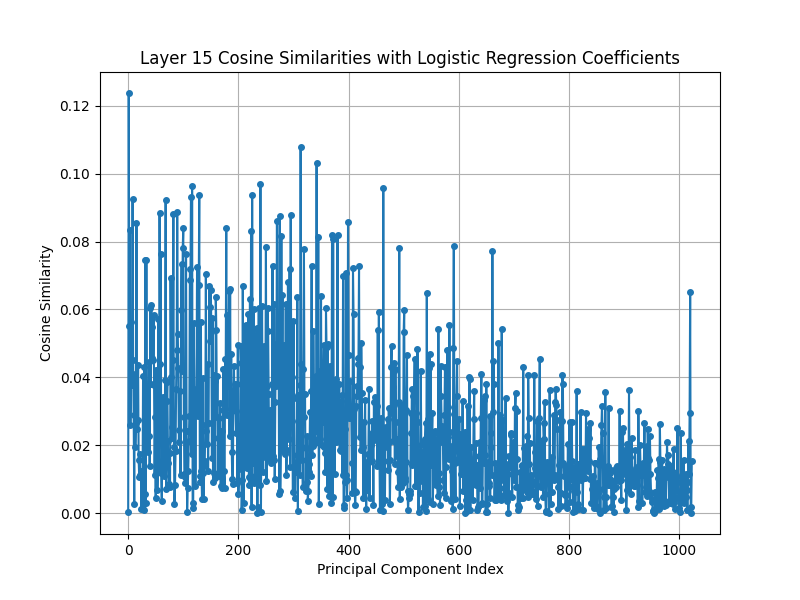 Layer 15 Cosine Similarities with Logistic Regression Coefficients
0.12
0.10
0.08
0.06
0.04
0.02
0.00
Cosine Similarity
0 200 400 600 800 1000
Principal Component Index